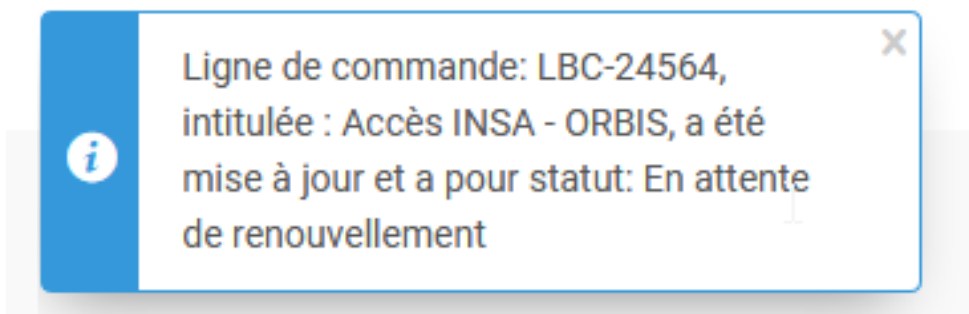 Ligne de commande: LBC-24564,
intitulée : Accès INSA - ORBIS, a été
mise à jour et a pour statut: En attente
de renouvellement